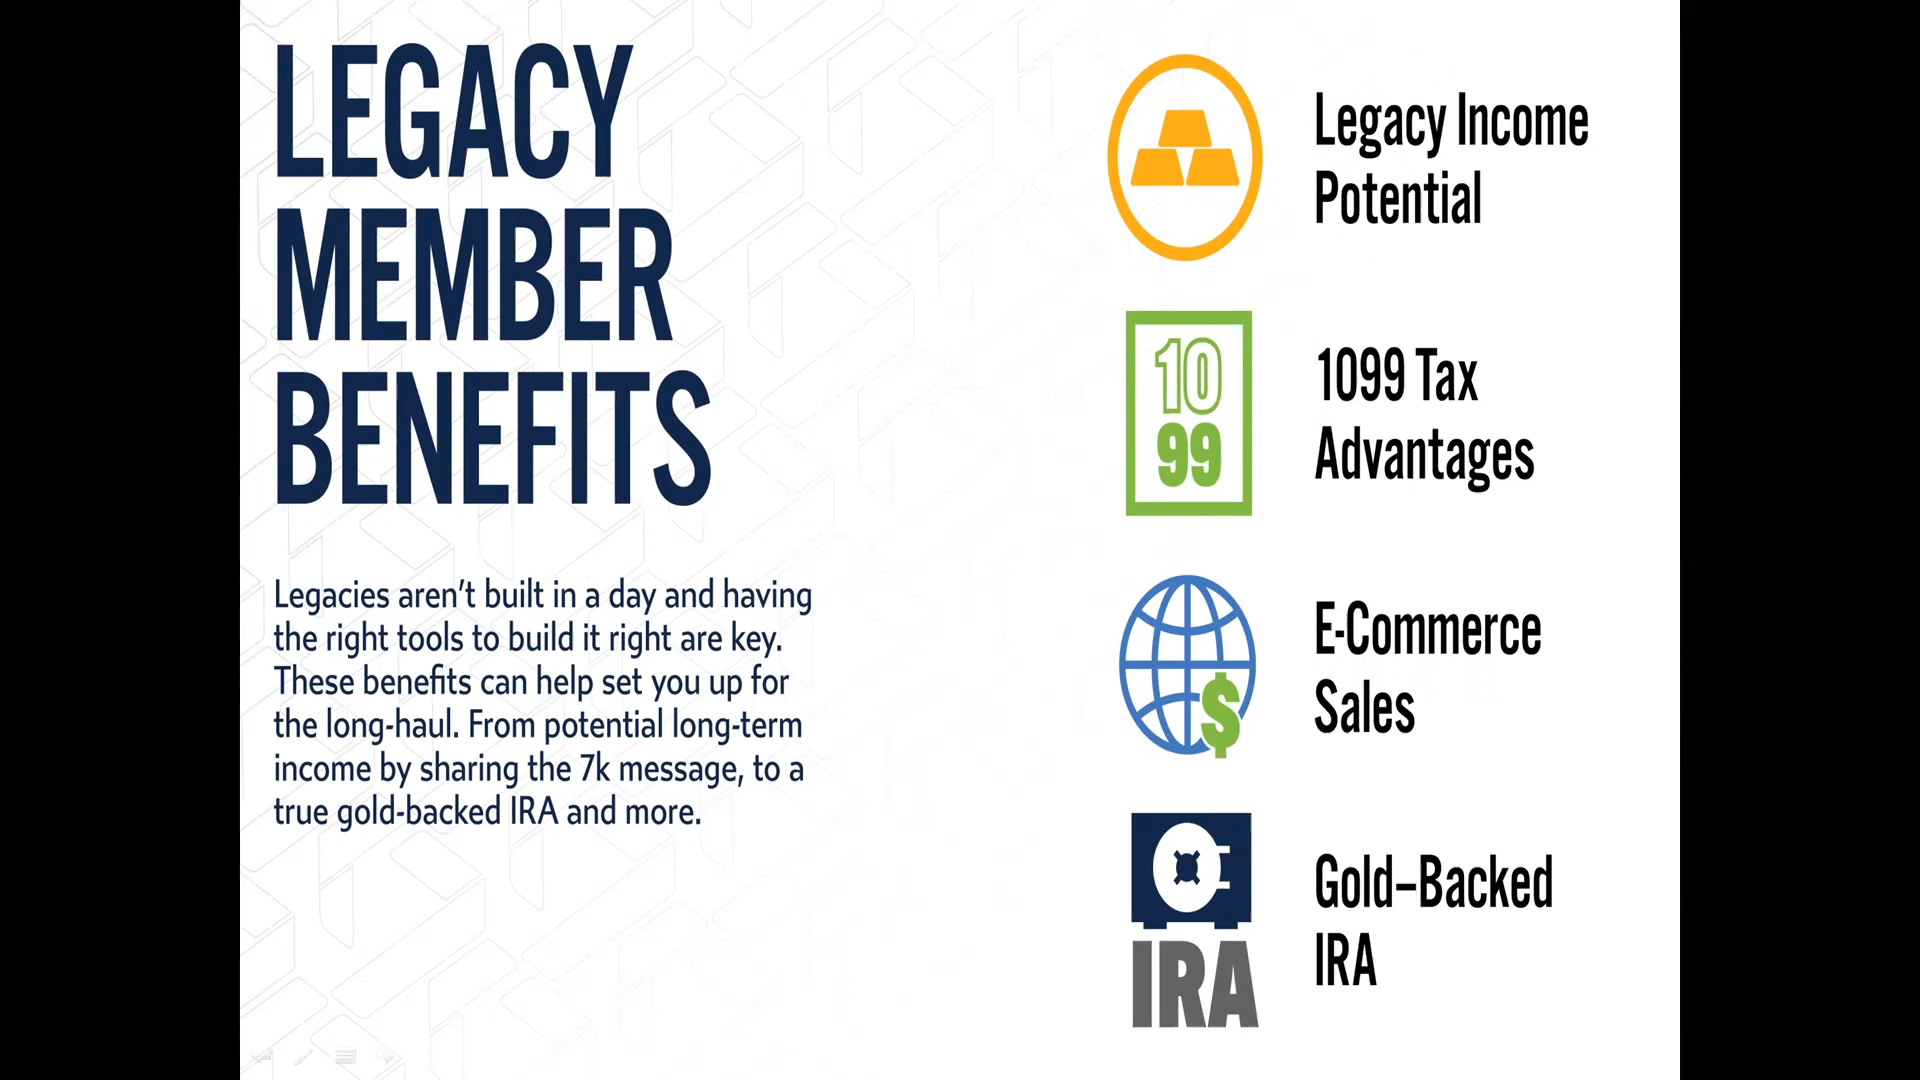 LEGACY
MEMBER
BENEFITS
Legacies aren’t built in a day and having
the right tools to build it right are key.
These benefits can help set you up for
the long-haul. From potential long-term
income by sharing the 7k message, to a
true gold-backed IRA and more.
Legacy Income
Potential
10
99
1099 Tax
Advantages
$
E-Commerce
Sales
IRA
Gold–Backed
IRA